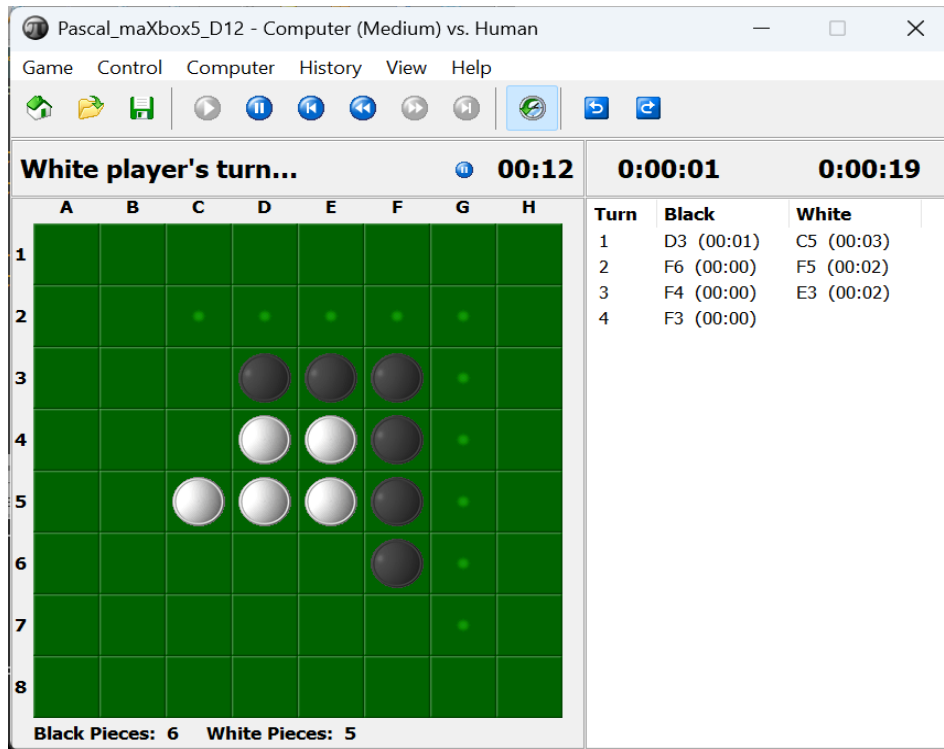 Pascal_maXbox5_D12 - Computer (Medium) vs. Human
Game Control Computer History View Help
White player's turn... 00:12 0:00:01 0:00:19
A B C D E F G H
Turn Black White
1 D3 (00:01) C5 (00:03)
2 F6 (00:00) F5 (00:02)
3 F4 (00:00) E3 (00:02)
4 F3 (00:00)
1
2
3
4
5
6
7
8
Black Pieces: 6 White Pieces: 5